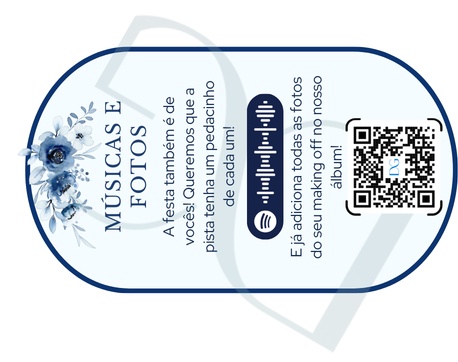 MÚSICAS E
FOTOS
A festa também é de
vocês! Queremos que a
pista tenha um pedacinho
de cada um!
E já adiciona todas as fotos
do seu making off no nosso
álbum!